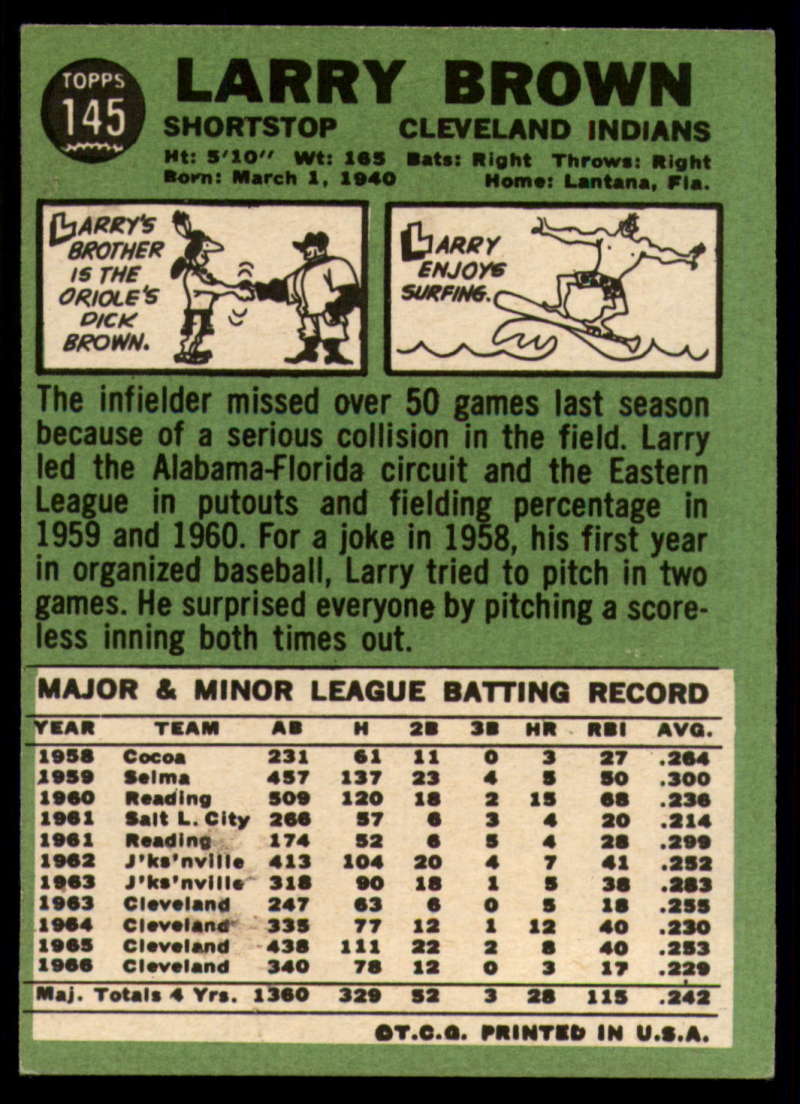 TOPPS
145
LARRY BROWN
SHORTSTOP CLEVELAND INDIANS
Ht: 5'10" Wt: 165 Bats: Right Throws: Right
Born: March 1, 1940 Home: Lantana, Fla.
LARRY'S
BROTHER
IS THE
ORIOLE'S
DICK
BROWN.
LARRY
ENJOYS
SURFING.
The infielder missed over 50 games last season
because of a serious collision in the field. Larry
led the Alabama-Florida circuit and the Eastern
League in putouts and fielding percentage in
1959 and 1960. For a joke in 1958, his first year
in organized baseball, Larry tried to pitch in two
games. He surprised everyone by pitching a score-
less inning both times out.
MAJOR & MINOR LEAGUE BATTING RECORD
YEAR TEAM AB H 2B 3B HR RBI AVG.
1958 Cocoa 231 61 11 0 3 27 .264
1959 Selma 457 137 23 4 5 50 .300
1960 Reading 509 120 18 2 15 68 .236
1961 Salt L. City 266 57 6 3 4 20 .214
1961 Reading 174 52 6 5 4 28 .299
1962 J'ks'nville 413 104 20 4 7 41 .252
1963 J'ks'nville 318 90 18 1 5 38 .283
1963 Cleveland 247 63 6 0 5 18 .255
1964 Cleveland 335 77 12 1 12 40 .230
1965 Cleveland 438 111 22 2 8 40 .253
1966 Cleveland 340 78 12 0 3 17 .229
Maj. Totals 4 Yrs. 1360 329 52 3 28 115 .242
©T.C.G. PRINTED IN U.S.A.